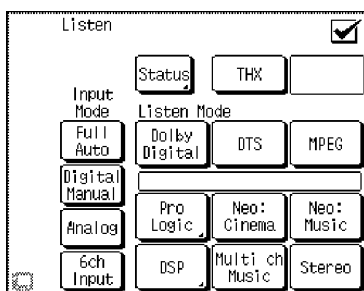 Listen
Status
THX
Input
Mode
Listen Mode
Full
Auto
Dolby
Digital
DTS
MPEG
Digital
Manual
Analog
Pro
Logic
Neo:
Cinema
Neo:
Music
6ch
Input
DSP
Multi ch
Music
Stereo